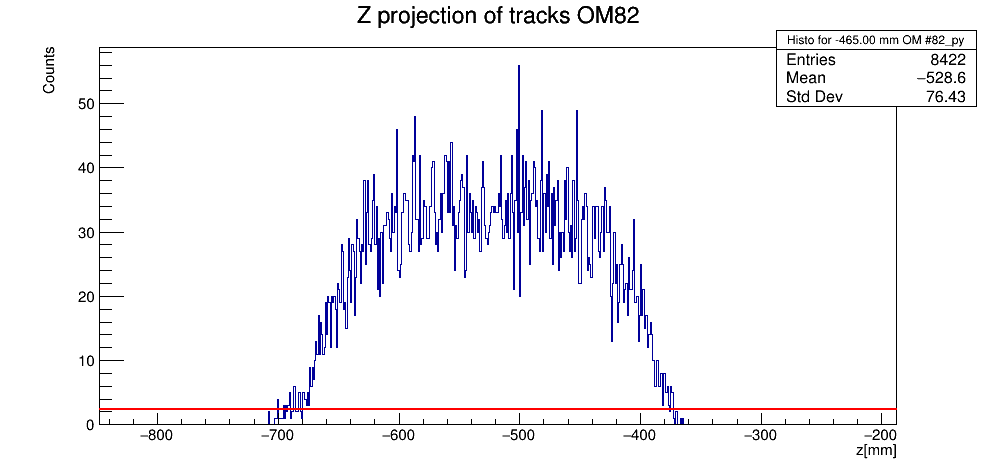 Z projection of tracks OM82
Histo for -465.00 mm OM #82_py
Entries 8422
Mean −528.6
Std Dev 76.43
Counts
50
40
30
20
10
0
−800 −700 −600 −500 −400 −300 −200
z[mm]